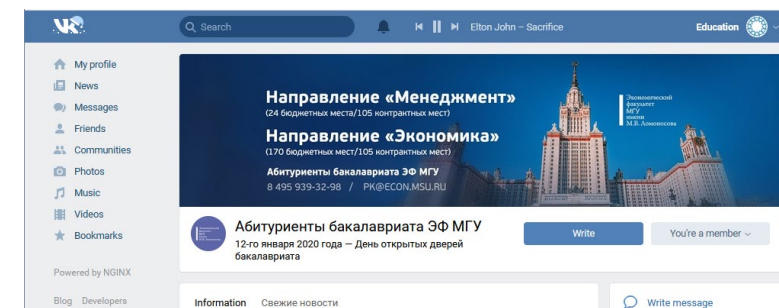 Search
Elton John – Sacrifice
Education
My profile
News
Messages
Friends
Communities
Photos
Music
Videos
Bookmarks
Powered by NGINX
Blog Developers
Направление «Менеджмент»
(24 бюджетных места/105 контрактных мест)
Направление «Экономика»
(170 бюджетных мест/105 контрактных мест)
Абитуриенты бакалавриата ЭФ МГУ
8 495 939-32-98 / PK@ECON.MSU.RU
Экономический
факультет
МГУ
имени
М.В. Ломоносова
Абитуриенты бакалавриата ЭФ МГУ
12-го января 2020 года — День открытых дверей
бакалавриата
Write
You're a member
Information Свежие новости
Write message